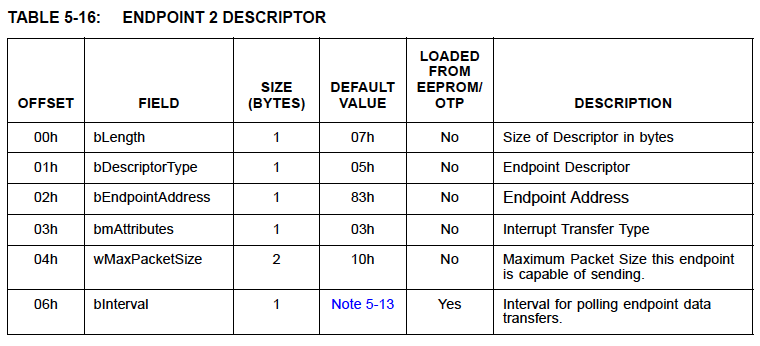 TABLE 5-16: ENDPOINT 2 DESCRIPTOR
OFFSET FIELD SIZE (BYTES) DEFAULT VALUE LOADED FROM EEPROM/ OTP DESCRIPTION
00h bLength 1 07h No Size of Descriptor in bytes
01h bDescriptorType 1 05h No Endpoint Descriptor
02h bEndpointAddress 1 83h No Endpoint Address
03h bmAttributes 1 03h No Interrupt Transfer Type
04h wMaxPacketSize 2 10h No Maximum Packet Size this endpoint
is capable of sending.
06h bInterval 1 Note 5-13 Yes Interval for polling endpoint data
transfers.